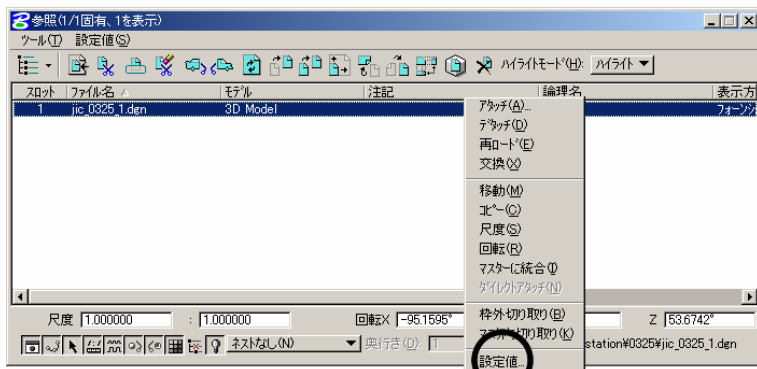 参照(1/1固有、1を表示)
ツール(T) 設定値(S)
ハイライトモード(H): ハイライト
スロット ファイル名 モデル 注記 論理名 表示方
1 jic_0325_1.dgn 3D Model
アタッチ(A)...
デタッチ(D)
再ロード(E)
交換(X)
移動(M)
コピー(C)
尺度(S)
回転(R)
マスターに統合(I)
ダイレクトアタッチ(N)
枠外切り取り(B)
設定値...
尺度 1.000000 : 1.000000 回転X -95.1595° Z 53.6742°
ネストなし(N) 奥行き(D): 1 station¥0325¥jic_0325_1.dgn